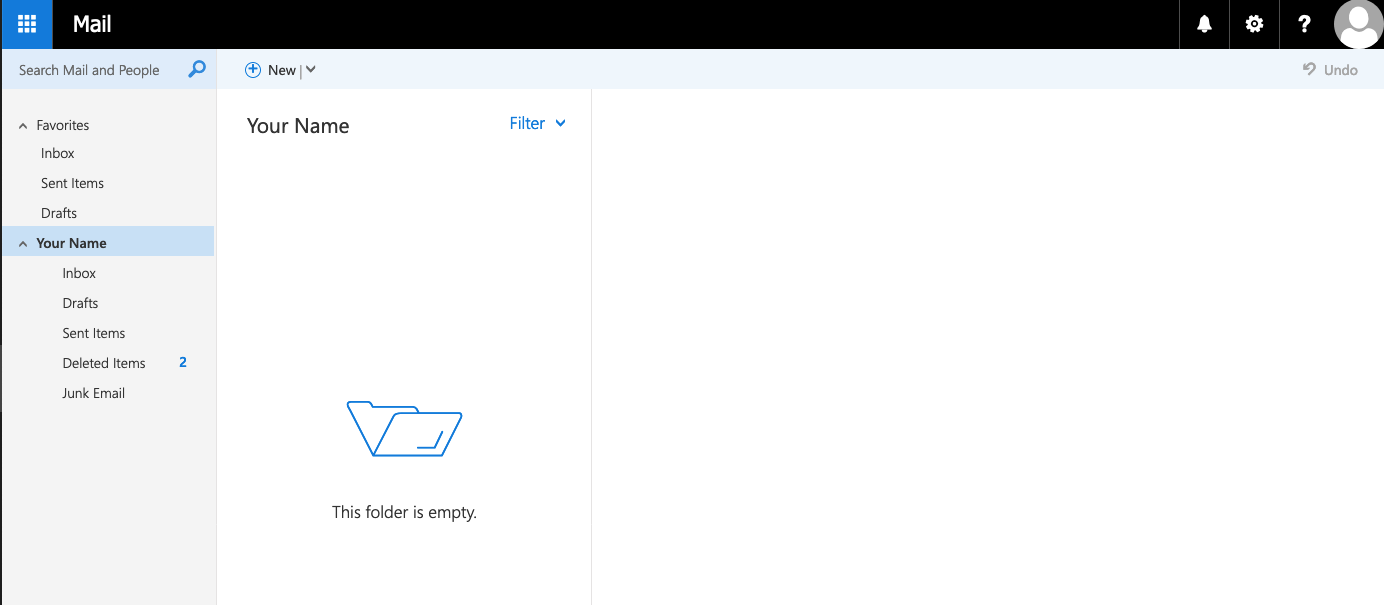 Mail
?
Search Mail and People
New |
Undo
Favorites
Inbox
Sent Items
Drafts
Your Name
Inbox
Drafts
Sent Items
Deleted Items 2
Junk Email
Your Name
Filter
This folder is empty.